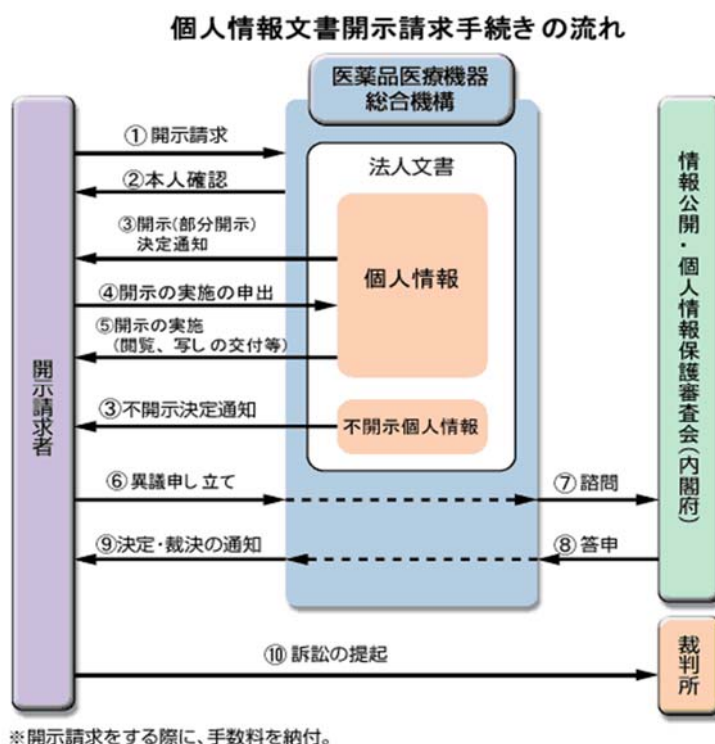 個人情報文書開示請求手続きの流れ
医薬品医療機器
総合機構
①開示請求
②本人確認
③開示(部分開示)
決定通知
④開示の実施の申出
⑤開示の実施
(閲覧、写しの交付等)
③不開示決定通知
⑥異議申し立て
⑨決定・裁決の通知
⑩訴訟の提起
法人文書
個人情報
不開示個人情報
⑦諮問
⑧答申
開示請求者
情報公開・個人情報保護審査会(内閣府)
裁判所
※開示請求をする際に、手数料を納付。